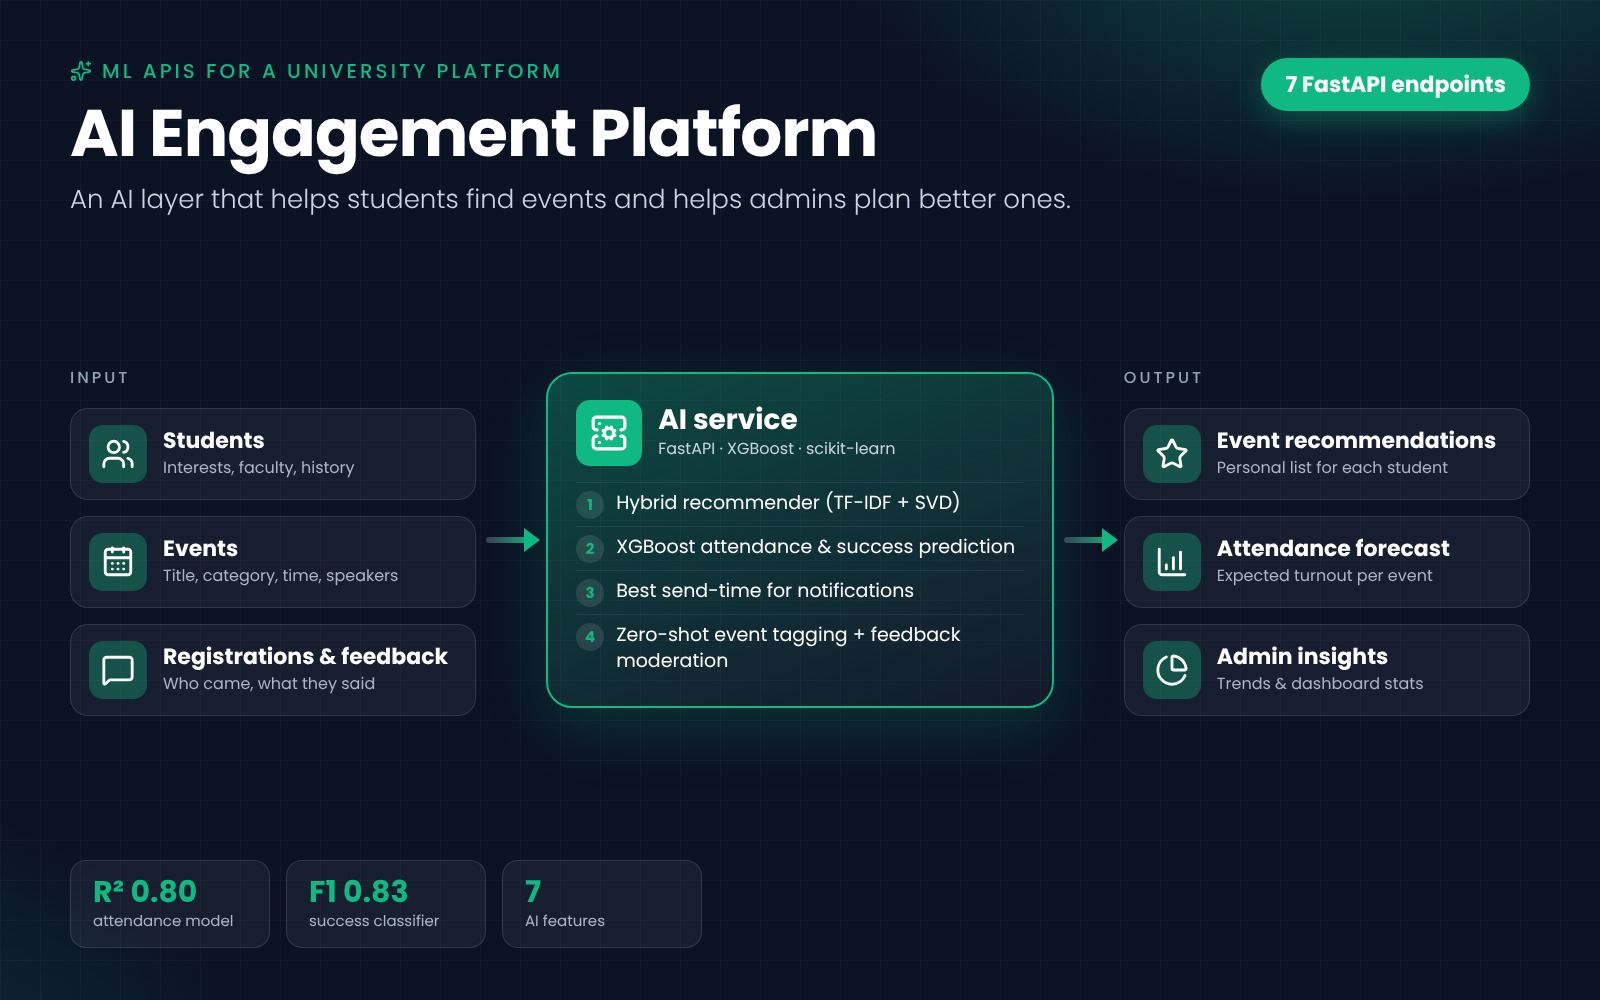 ML APIS FOR A UNIVERSITY PLATFORM
7 FastAPI endpoints
AI Engagement Platform
An AI layer that helps students find events and helps admins plan better ones.
INPUT
Students
Interests, faculty, history
Events
Title, category, time, speakers
Registrations & feedback
Who came, what they said
AI service
FastAPI · XGBoost · scikit-learn
1 Hybrid recommender (TF-IDF + SVD)
2 XGBoost attendance & success prediction
3 Best send-time for notifications
4 Zero-shot event tagging + feedback
moderation
OUTPUT
Event recommendations
Personal list for each student
Attendance forecast
Expected turnout per event
Admin insights
Trends & dashboard stats
R² 0.80
attendance model
F1 0.83
success classifier
7
AI features